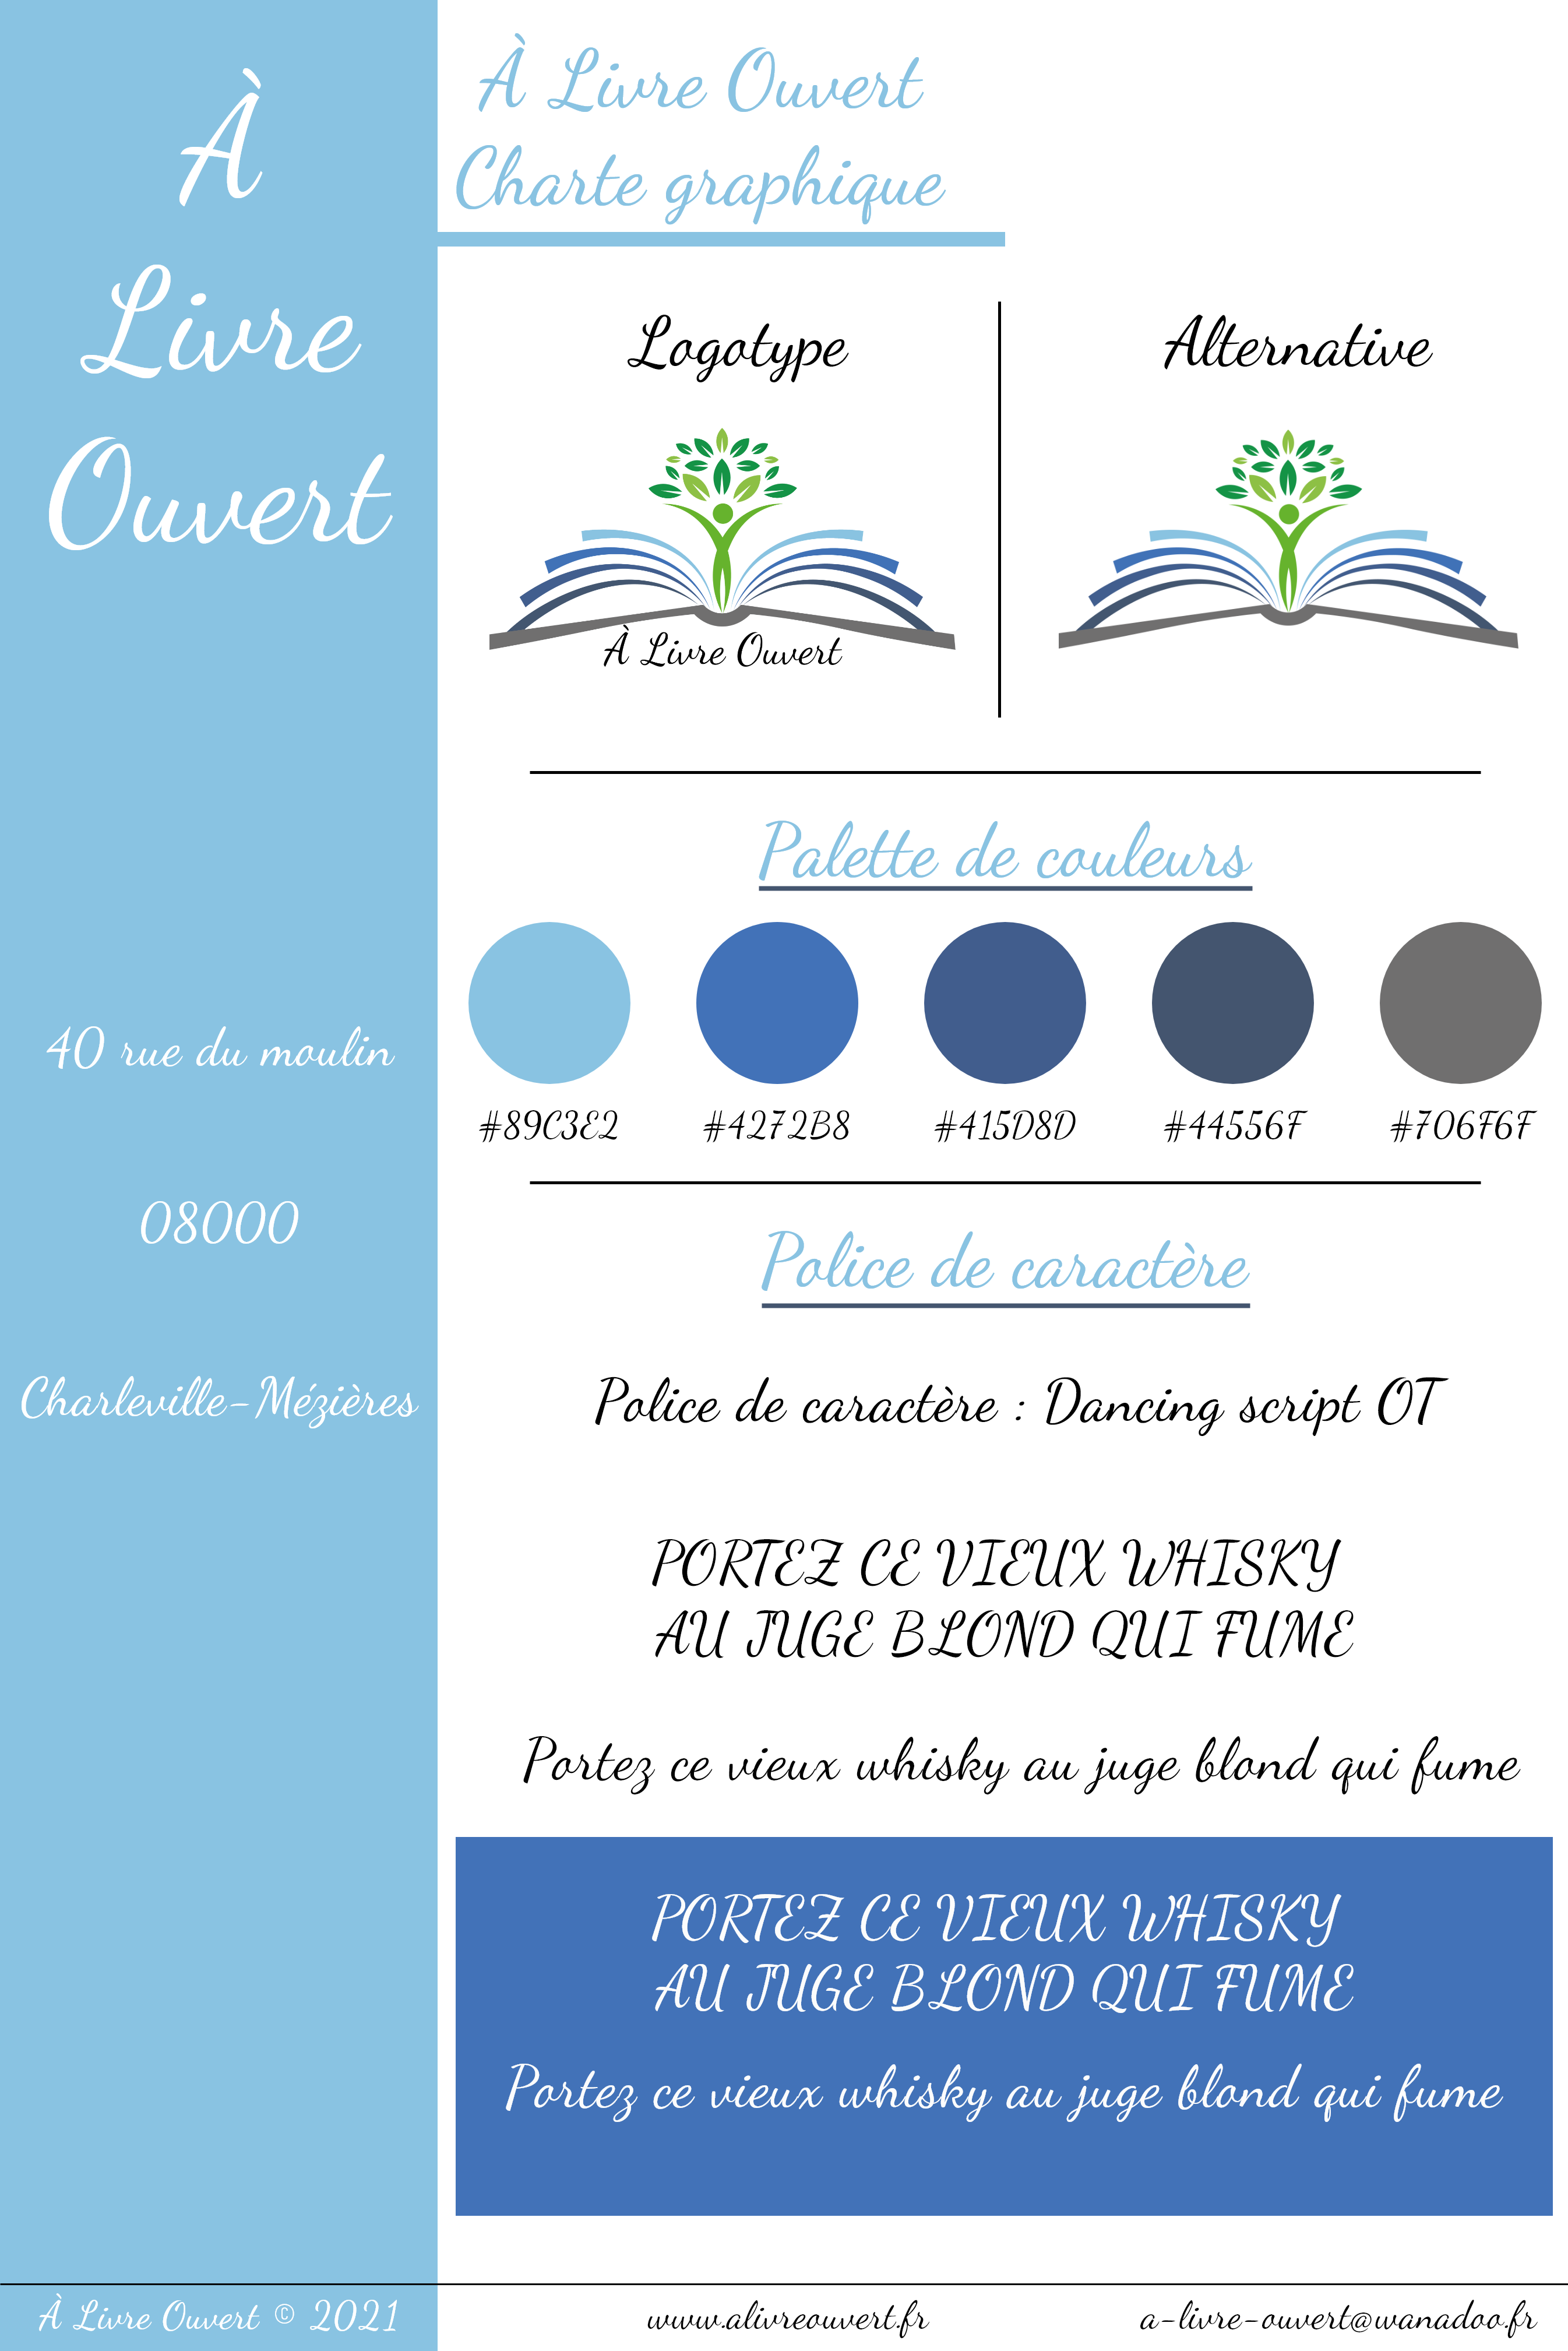 À
Livre
Ouvert
40 rue du moulin
08000
Charleville-Mézières
À Livre Ouvert
Charte graphique
Logotype
Alternative
À Livre Ouvert
Palette de couleurs
#89C3E2
#4272B8
#415D8D
#44556F
#706F6F
Police de caractère
Police de caractère : Dancing script OT
PORTEZ CE VIEUX WHISKY
AU JUGE BLOND QUI FUME
Portez ce vieux whisky au juge blond qui fume
PORTEZ CE VIEUX WHISKY
AU JUGE BLOND QUI FUME
Portez ce vieux whisky au juge blond qui fume
À Livre Ouvert © 2021
www.alivreouvert.fr
a-livre-ouvert@wanadoo.fr